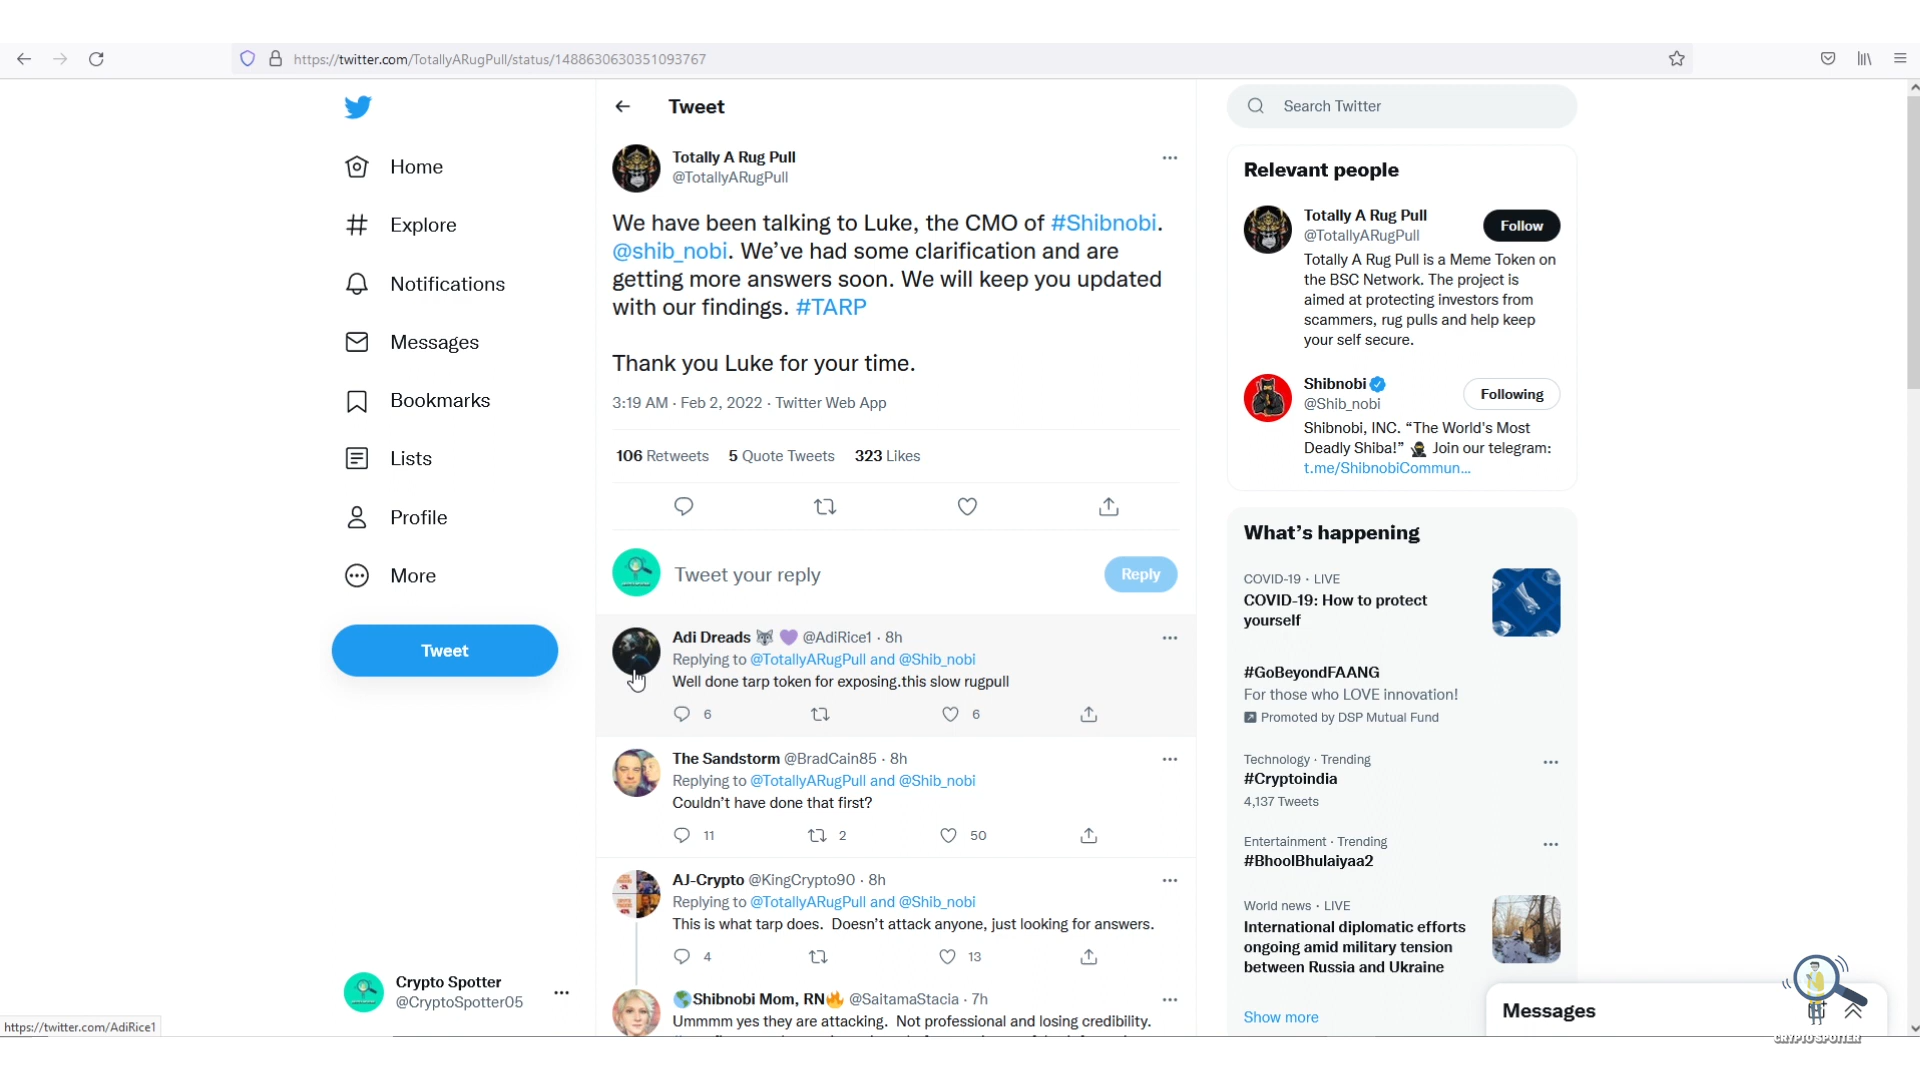 https://twitter.com/TotallyARugPull/status/1488630630351093767
Home
Explore
Notifications
Messages
Bookmarks
Lists
Profile
More
Tweet
Crypto Spotter
@CryptoSpotter05
https://twitter.com/AdiRice1
Tweet
Totally A Rug Pull
@TotallyARugPull
We have been talking to Luke, the CMO of #Shibnobi.
@shib_nobi. We’ve had some clarification and are
getting more answers soon. We will keep you updated
with our findings. #TARP
Thank you Luke for your time.
3:19 AM · Feb 2, 2022 · Twitter Web App
106 Retweets 5 Quote Tweets 323 Likes
Tweet your reply
Reply
Adi Dreads @AdiRice1 · 8h
Replying to @TotallyARugPull and @Shib_nobi
Well done tarp token for exposing.this slow rugpull
6 6
The Sandstorm @BradCain85 · 8h
Replying to @TotallyARugPull and @Shib_nobi
Couldn’t have done that first?
11 2 50
AJ-Crypto @KingCrypto90 · 8h
Replying to @TotallyARugPull and @Shib_nobi
This is what tarp does. Doesn’t attack anyone, just looking for answers.
4 13
Shibnobi Mom, RN @SaitamaStacia · 7h
Ummmm yes they are attacking. Not professional and losing credibility.
Search Twitter
Relevant people
Totally A Rug Pull
@TotallyARugPull
Follow
Totally A Rug Pull is a Meme Token on
the BSC Network. The project is
aimed at protecting investors from
scammers, rug pulls and help keep
your self secure.
Shibnobi
@Shib_nobi
Following
Shibnobi, INC. “The World's Most
Deadly Shiba!” Join our telegram:
t.me/ShibnobiCommun...
What’s happening
COVID-19 · LIVE
COVID-19: How to protect
yourself
#GoBeyondFAANG
For those who LOVE innovation!
Promoted by DSP Mutual Fund
Technology · Trending
#Cryptoindia
4,137 Tweets
Entertainment · Trending
#BhoolBhulaiyaa2
World news · LIVE
International diplomatic efforts
ongoing amid military tension
between Russia and Ukraine
Show more
Messages
CRYPTO SPOTTER